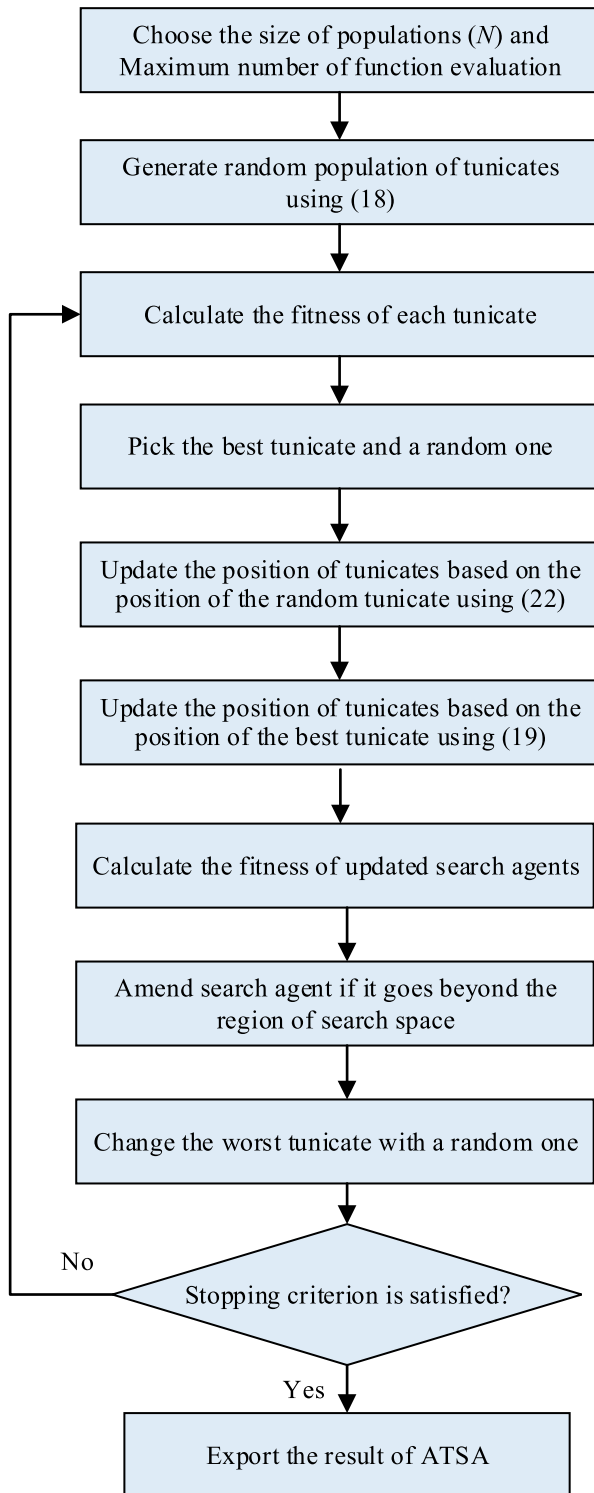 Choose the size of populations (N) and
Maximum number of function evaluation
Generate random population of tunicates
using (18)
Calculate the fitness of each tunicate
Pick the best tunicate and a random one
Update the position of tunicates based on the
position of the random tunicate using (22)
Update the position of tunicates based on the
position of the best tunicate using (19)
Calculate the fitness of updated search agents
Amend search agent if it goes beyond the
region of search space
Change the worst tunicate with a random one
No
Stopping criterion is satisfied?
Yes
Export the result of ATSA